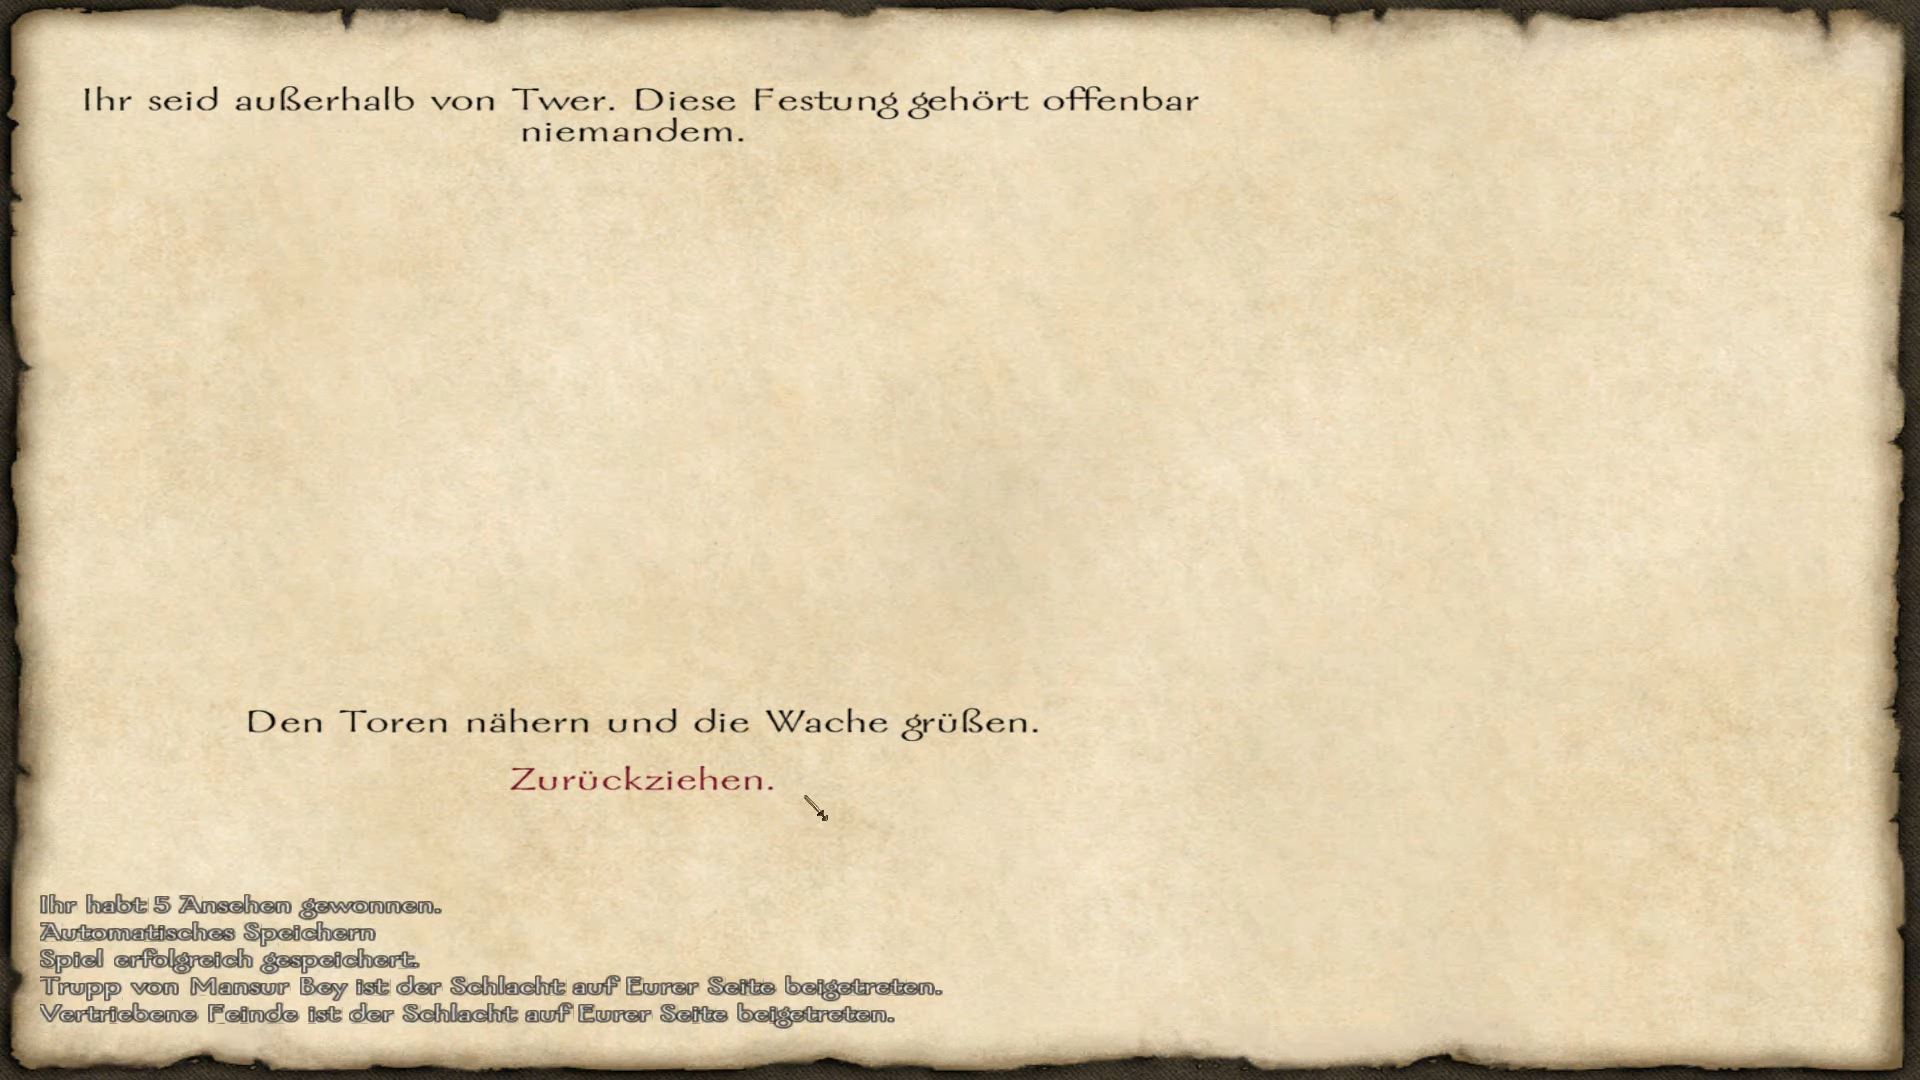 Ihr seid außerhalb von Twer. Diese Festung gehört offenbar
niemandem.
Den Toren nähern und die Wache grüßen.
Zurückziehen.
Ihr habt 5 Ansehen gewonnen.
Automatisches Speichern
Spiel erfolgreich gespeichert.
Trupp von Mansur Bey ist der Schlacht auf Eurer Seite beigetreten.
Vertriebene Feinde ist der Schlacht auf Eurer Seite beigetreten.